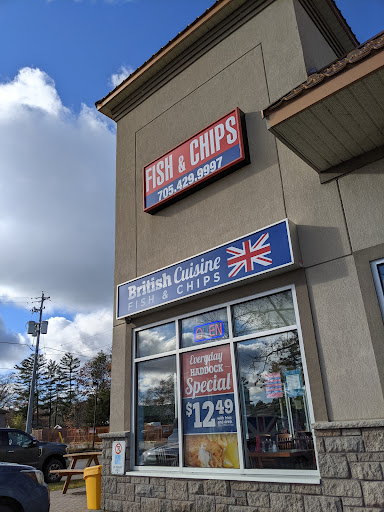 FISH & CHIPS
705.429.9997
British Cuisine
FISH & CHIPS
OPEN
Everyday
HADDOCK
Special
$12.49